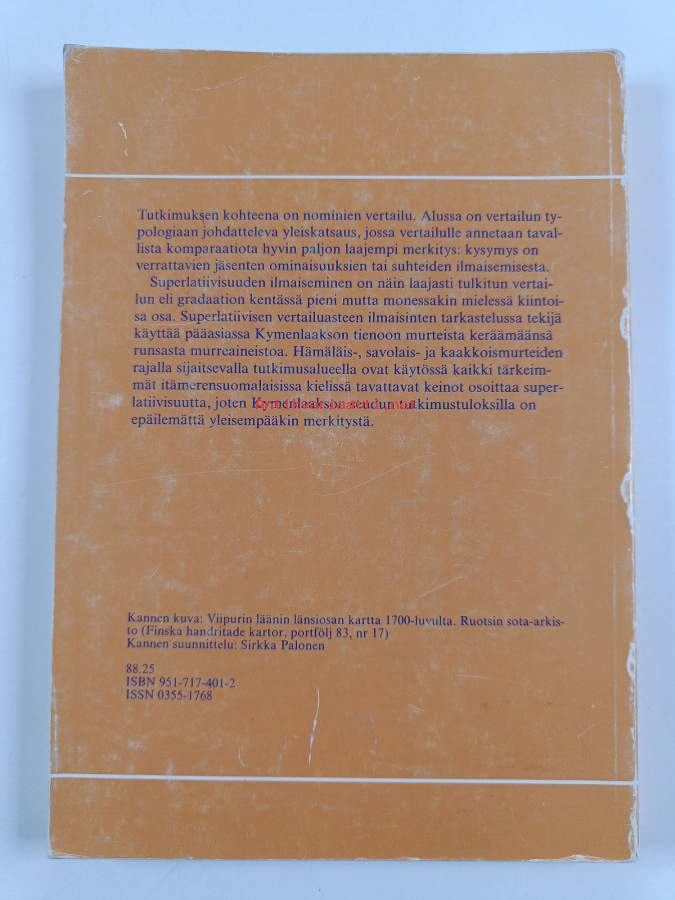 Tutkimuksen kohteena on nominien vertailu. Alussa on vertailun ty-
pologiaan johdatteleva yleiskatsaus, jossa vertailulle annetaan taval-
lista komparaatiota hyvin paljon laajempi merkitys: kysymys on
verrattavien jäsenten ominaisuuksien tai suhteiden ilmaisemisesta.
Superlatiivisuuden ilmaiseminen on näin laajasti tulkitun vertai-
lun eli gradaation kentässä pieni mutta monessakin mielessä kiintoi-
sa osa. Superlatiivisen vertailuasteen ilmaisinten tarkastelussa tekijä
käyttää pääasiassa Kymenlaakson tienoon murteista keräämäänsä
runsasta murreaineistoa. Hämäläis-, savolais- ja kaakkoismurteiden
rajalla sijaitsevalla tutkimusalueella ovat käytössä kaikki tärkeim-
mät itämerensuomalaisissa kielissä tavattavat keinot osoittaa super-
latiivisuutta, joten Kymenlaakson seudun tutkimustuloksilla on
epäilemättä yleisempääkin merkitystä.
Kannen kuva: Viipurin läänin länsiosan kartta 1700-luvulta. Ruotsin sota-arkis-
to (Finska handritade kartor, portfölj 83, nr 17)
Kannen suunnittelu: Sirkka Palonen
88.25
ISBN 951-717-401-2
ISSN 0355-1768